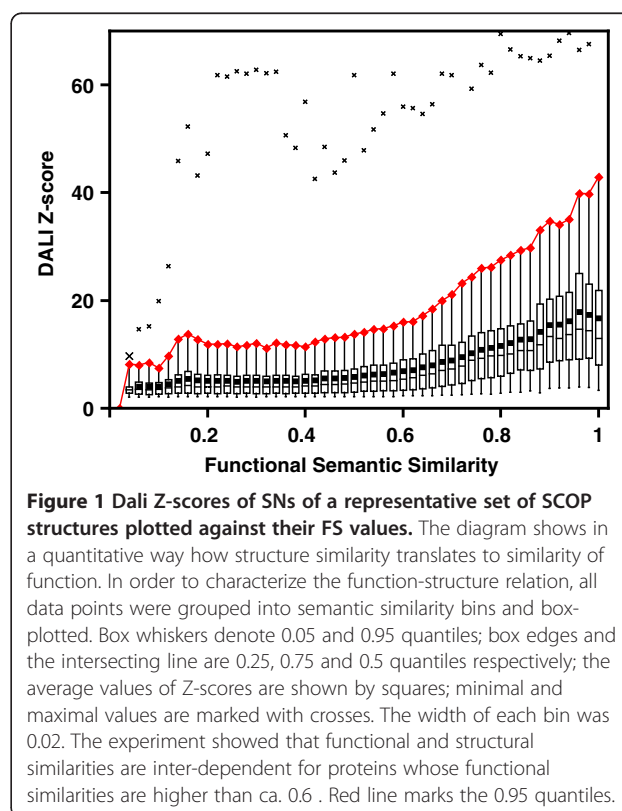 60
40
20
0
DALI Z-score
0.2 0.4 0.6 0.8 1
Functional Semantic Similarity
Figure 1 Dali Z-scores of SNs of a representative set of SCOP
structures plotted against their FS values. The diagram shows in
a quantitative way how structure similarity translates to similarity of
function. In order to characterize the function-structure relation, all
data points were grouped into semantic similarity bins and box-
plotted. Box whiskers denote 0.05 and 0.95 quantiles; box edges and
the intersecting line are 0.25, 0.75 and 0.5 quantiles respectively; the
average values of Z-scores are shown by squares; minimal and
maximal values are marked with crosses. The width of each bin was
0.02. The experiment showed that functional and structural
similarities are inter-dependent for proteins whose functional
similarities are higher than ca. 0.6 . Red line marks the 0.95 quantiles.